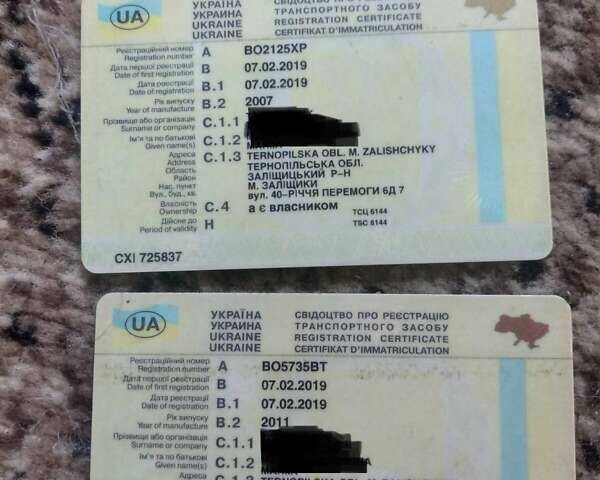 УКРАЇНА СВІДОЦТВО ПРО РЕЄСТРАЦІЮ
УКРАИНА ТРАНСПОРТНОГО ЗАСОБУ
UKRAINE REGISTRATION CERTIFICATE
UKRAINE CERTIFIKAT D'IMMATRICULATION
UA
Реєстраційний номер
Registration number A BO2125XP
Дата першої реєстрації
Date of first registration B 07.02.2019
Дата реєстрації
Date of registration B.1 07.02.2019
Рік випуску
Year of manufacture B.2 2007
Прізвище або організація
Surname or company C.1.1
Ім'я та по батькові
Given name(s) C.1.2
Адреса
Address C.1.3 TERNOPILSKA OBL. M. ZALISHCHYKY
Область ТЕРНОПІЛЬСЬКА ОБЛ.
Район ЗАЛІЩИЦЬКИЙ Р-Н
Нас. пункт М. ЗАЛІЩИКИ
Вул., буд., кв. вул. 40-РІЧЧЯ ПЕРЕМОГИ 6Д 7
Власність
Ownership C.4 а є власником ТСЦ 6144
Дійсне до
Period of validity H TSC 6144
CXI 725837
УКРАЇНА СВІДОЦТВО ПРО РЕЄСТРАЦІЮ
УКРАИНА ТРАНСПОРТНОГО ЗАСОБУ
UKRAINE REGISTRATION CERTIFICATE
UKRAINE CERTIFIKAT D'IMMATRICULATION
UA
Реєстраційний номер
Registration number A BO5735BT
Дата першої реєстрації
Date of first registration B 07.02.2019
Дата реєстрації
Date of registration B.1 07.02.2019
Рік випуску
Year of manufacture B.2 2011
Прізвище або організація
Surname or company C.1.1
Ім'я та по батькові
Given name(s) C.1.2
Адреса